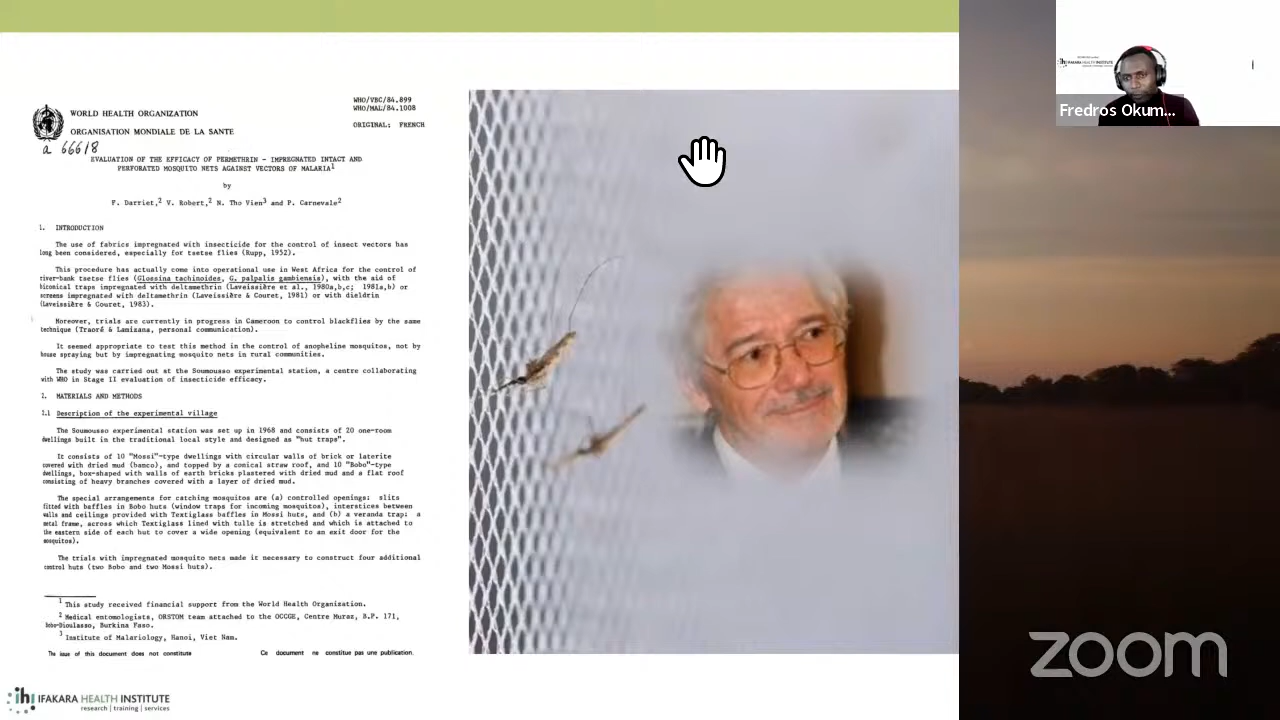 WORLD HEALTH ORGANIZATION
ORGANISATION MONDIALE DE LA SANTE
WHO/VBC/84.899
WHO/MAL/84.1008
ORIGINAL: FRENCH
a 66618
EVALUATION OF THE EFFICACY OF PERMETHRIN - IMPREGNATED INTACT AND
PERFORATED MOSQUITO NETS AGAINST VECTORS OF MALARIA1
by
F. Darriet,2 V. Robert,2 N. Tho Vien3 and P. Carnevale2
1. INTRODUCTION
The use of fabrics impregnated with insecticide for the control of insect vectors has
long been considered, especially for tsetse flies (Rupp, 1952).
This procedure has actually come into operational use in West Africa for the control of
river-bank tsetse flies (Glossina tachinoides, G. palpalis gambiensis), with the aid of
biconical traps impregnated with deltamethrin (Laveissière et al., 1980a,b,c; 1981a,b) or
screens impregnated with deltamethrin (Laveissière & Couret, 1981) or with dieldrin
(Laveissière & Couret, 1983).
Moreover, trials are currently in progress in Cameroon to control blackflies by the same
technique (Traoré & Lamizana, personal communication).
It seemed appropriate to test this method in the control of anopheline mosquitos, not by
house spraying but by impregnating mosquito nets in rural communities.
The study was carried out at the Soumousso experimental station, a centre collaborating
with WHO in Stage II evaluation of insecticide efficacy.
2. MATERIALS AND METHODS
2.1 Description of the experimental village
The Soumousso experimental station was set up in 1968 and consists of 20 one-room
dwellings built in the traditional local style and designed as "hut traps".
It consists of 10 "Mossi"-type dwellings with circular walls of brick or laterite
covered with dried mud (banco), and topped by a conical straw roof, and 10 "Bobo"-type
dwellings, box-shaped with walls of earth bricks plastered with dried mud and a flat roof
consisting of heavy branches covered with a layer of dried mud.
The special arrangements for catching mosquitos are (a) controlled openings: slits
fitted with baffles in Bobo huts (window traps for incoming mosquitos), interstices between
walls and ceilings provided with Textiglass baffles in Mossi huts, and (b) a veranda trap: a
metal frame, across which Textiglass lined with tulle is stretched and which is attached to
the eastern side of each hut to cover a wide opening (equivalent to an exit door for the
mosquitos).
The trials with impregnated mosquito nets made it necessary to construct four additional
control huts (two Bobo and two Mossi huts).
1 This study received financial support from the World Health Organization.
2 Medical entomologists, ORSTOM team attached to the OCCGE, Centre Muraz, B.P. 171,
Bobo-Dioulasso, Burkina Faso.
3 Institute of Malariology, Hanoi, Viet Nam.
The issue of this document does not constitute
Ce document ne constitue pas une publication.
ihi IFAKARA HEALTH INSTITUTE
research | training | services
IFAKARA HEALTH INSTITUTE
Fredros Okum...
zoom